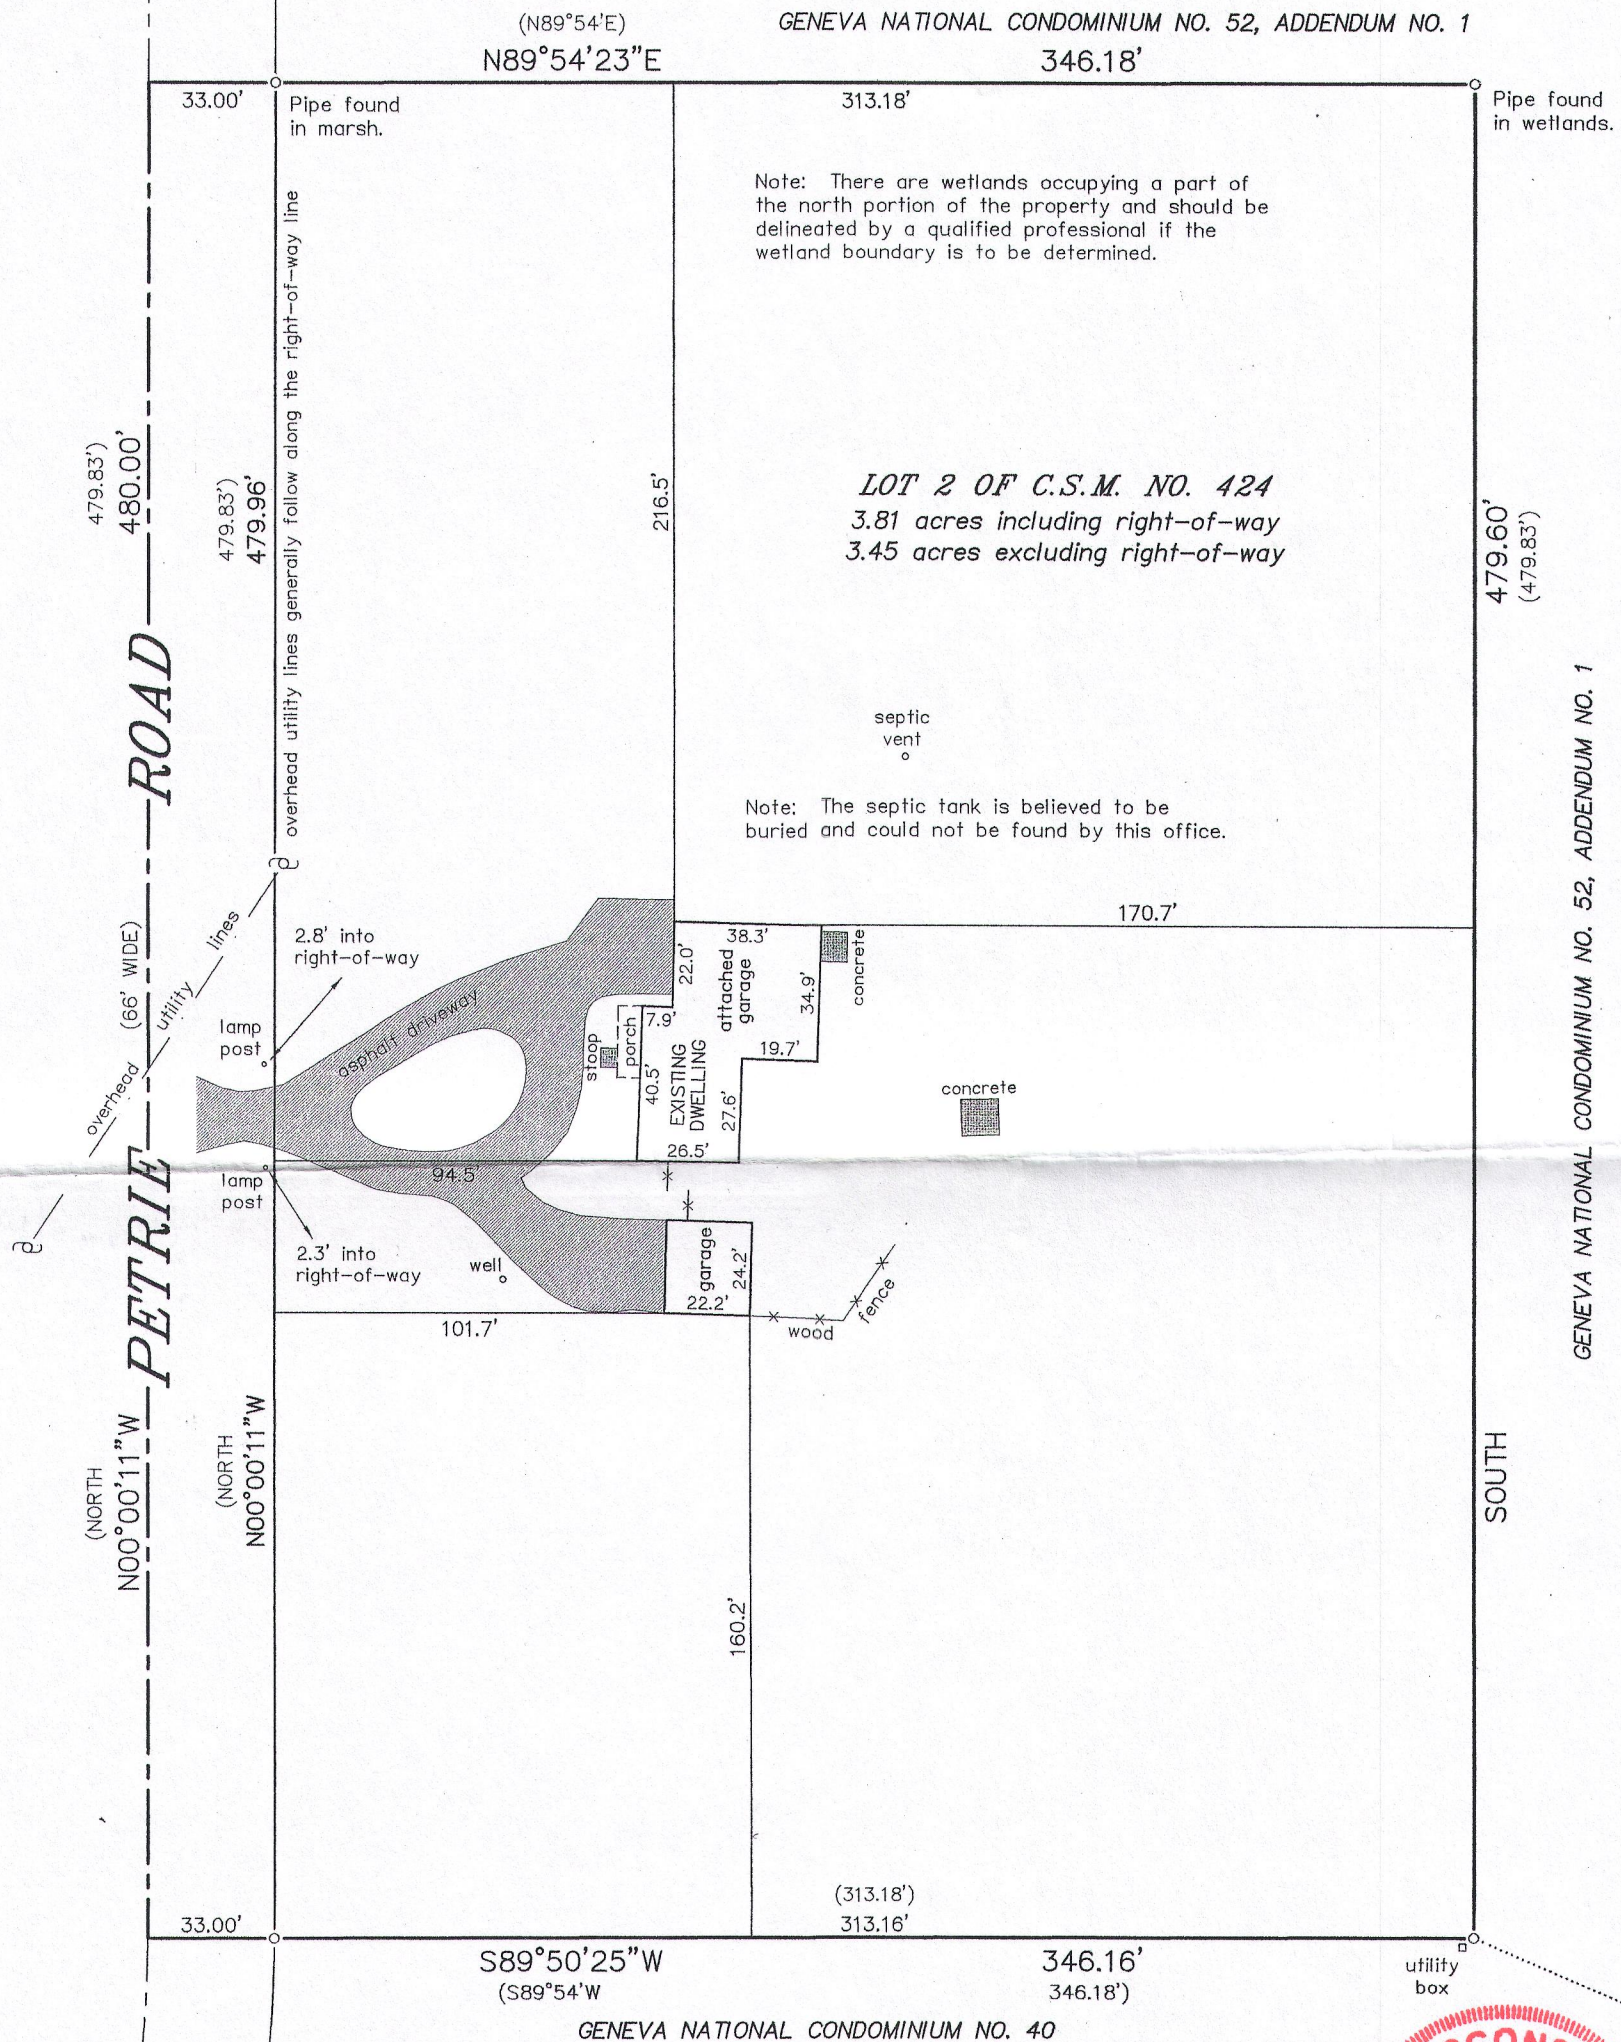 (N89°54'E)
GENEVA NATIONAL CONDOMINIUM NO. 52, ADDENDUM NO. 1
N89°54'23"E
346.18'
33.00'
313.18'
Pipe found
in marsh.
Pipe found
in wetlands.
Note: There are wetlands occupying a part of
the north portion of the property and should be
delineated by a qualified professional if the
wetland boundary is to be determined.
overhead utility lines generally follow along the right-of-way line
479.83')
480.00'
479.83')
479.96'
216.5'
LOT 2 OF C.S.M. NO. 424
3.81 acres including right-of-way
3.45 acres excluding right-of-way
479.60'
(479.83')
ROAD
septic
vent
Note: The septic tank is believed to be
buried and could not be found by this office.
GENEVA NATIONAL CONDOMINIUM NO. 52, ADDENDUM NO. 1
170.7'
(66' WIDE)
overhead utility lines
2.8' into
right-of-way
38.3'
22.0'
attached
garage
34.9'
concrete
lamp
post
asphalt driveway
7.9'
stoop
porch
19.7'
40.5'
EXISTING
DWELLING
27.6'
concrete
26.5'
94.5'
PETRIE
lamp
post
2.3' into
right-of-way
well
garage
24.2'
22.2'
wood
fence
101.7'
(NORTH
N00°00'11"W
(NORTH
N00°00'11"W
SOUTH
160.2'
(313.18')
33.00'
313.16'
S89°50'25"W
346.16'
(S89°54'W
346.18')
utility
box
GENEVA NATIONAL CONDOMINIUM NO. 40